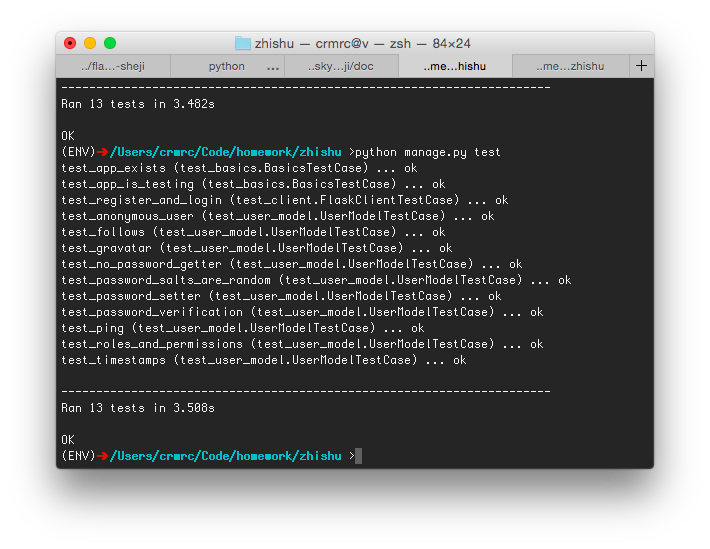 zhishu — crmrc@v — zsh — 84×24
../fla...-sheji python ... ..sky...ji/doc ..me...hishu ..me...zhishu +
-----------------------------------------------------------------
Ran 13 tests in 3.482s
OK
(ENV)➔/Users/crmrc/Code/homework/zhishu >python manage.py test
test_app_exists (test_basics.BasicsTestCase) ... ok
test_app_is_testing (test_basics.BasicsTestCase) ... ok
test_register_and_login (test_client.FlaskClientTestCase) ... ok
test_anonymous_user (test_user_model.UserModelTestCase) ... ok
test_follows (test_user_model.UserModelTestCase) ... ok
test_gravatar (test_user_model.UserModelTestCase) ... ok
test_no_password_getter (test_user_model.UserModelTestCase) ... ok
test_password_salts_are_random (test_user_model.UserModelTestCase) ... ok
test_password_setter (test_user_model.UserModelTestCase) ... ok
test_password_verification (test_user_model.UserModelTestCase) ... ok
test_ping (test_user_model.UserModelTestCase) ... ok
test_roles_and_permissions (test_user_model.UserModelTestCase) ... ok
test_timestamps (test_user_model.UserModelTestCase) ... ok
-----------------------------------------------------------------
Ran 13 tests in 3.508s
OK
(ENV)➔/Users/crmrc/Code/homework/zhishu >